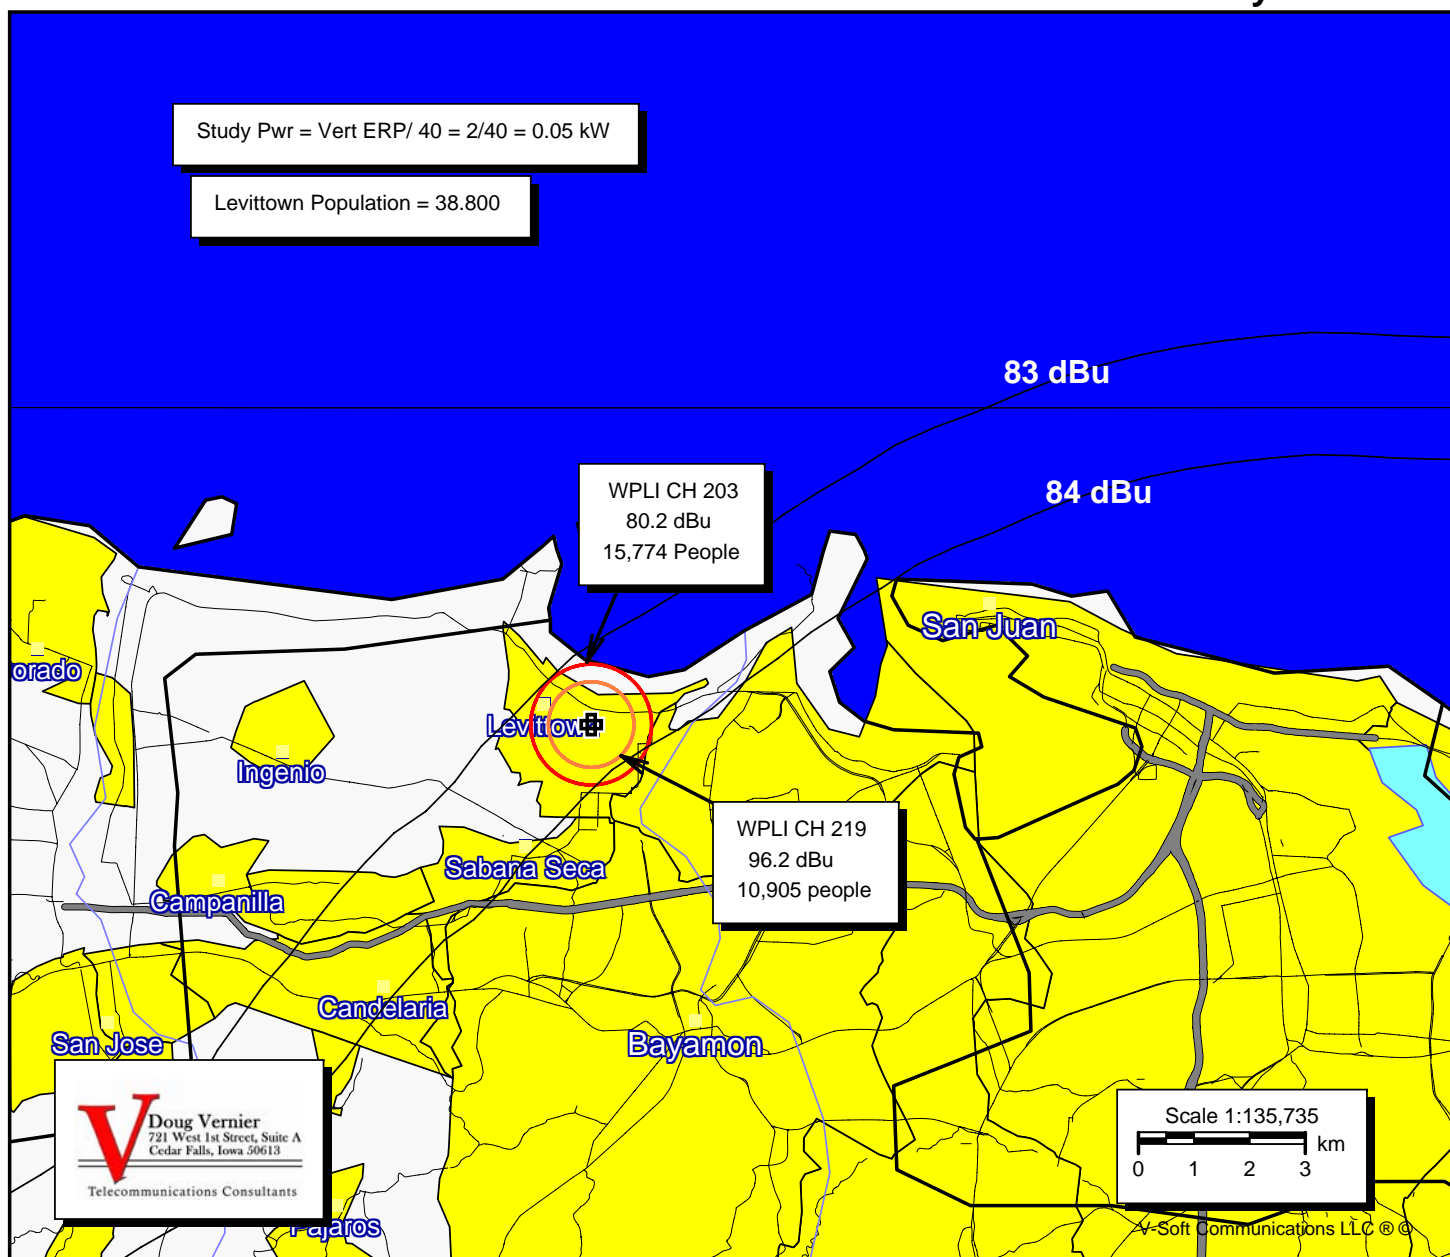 Study Pwr = Vert ERP/ 40 = 2/40 = 0.05 kW
Levittown Population = 38.800
83 dBu
84 dBu
WPLI CH 203
80.2 dBu
15,774 People
San Juan
orado
Levittow
Ingenio
WPLI CH 219
96.2 dBu
10,905 people
Sabana Seca
Campanilla
Candelaria
San Jose
Bayamon
V Doug Vernier
721 West 1st Street, Suite A
Cedar Falls, Iowa 50613
Telecommunications Consultants
Scale 1:135,735
km
0 1 2 3
Pajaros
V-Soft Communications LLC ® ©